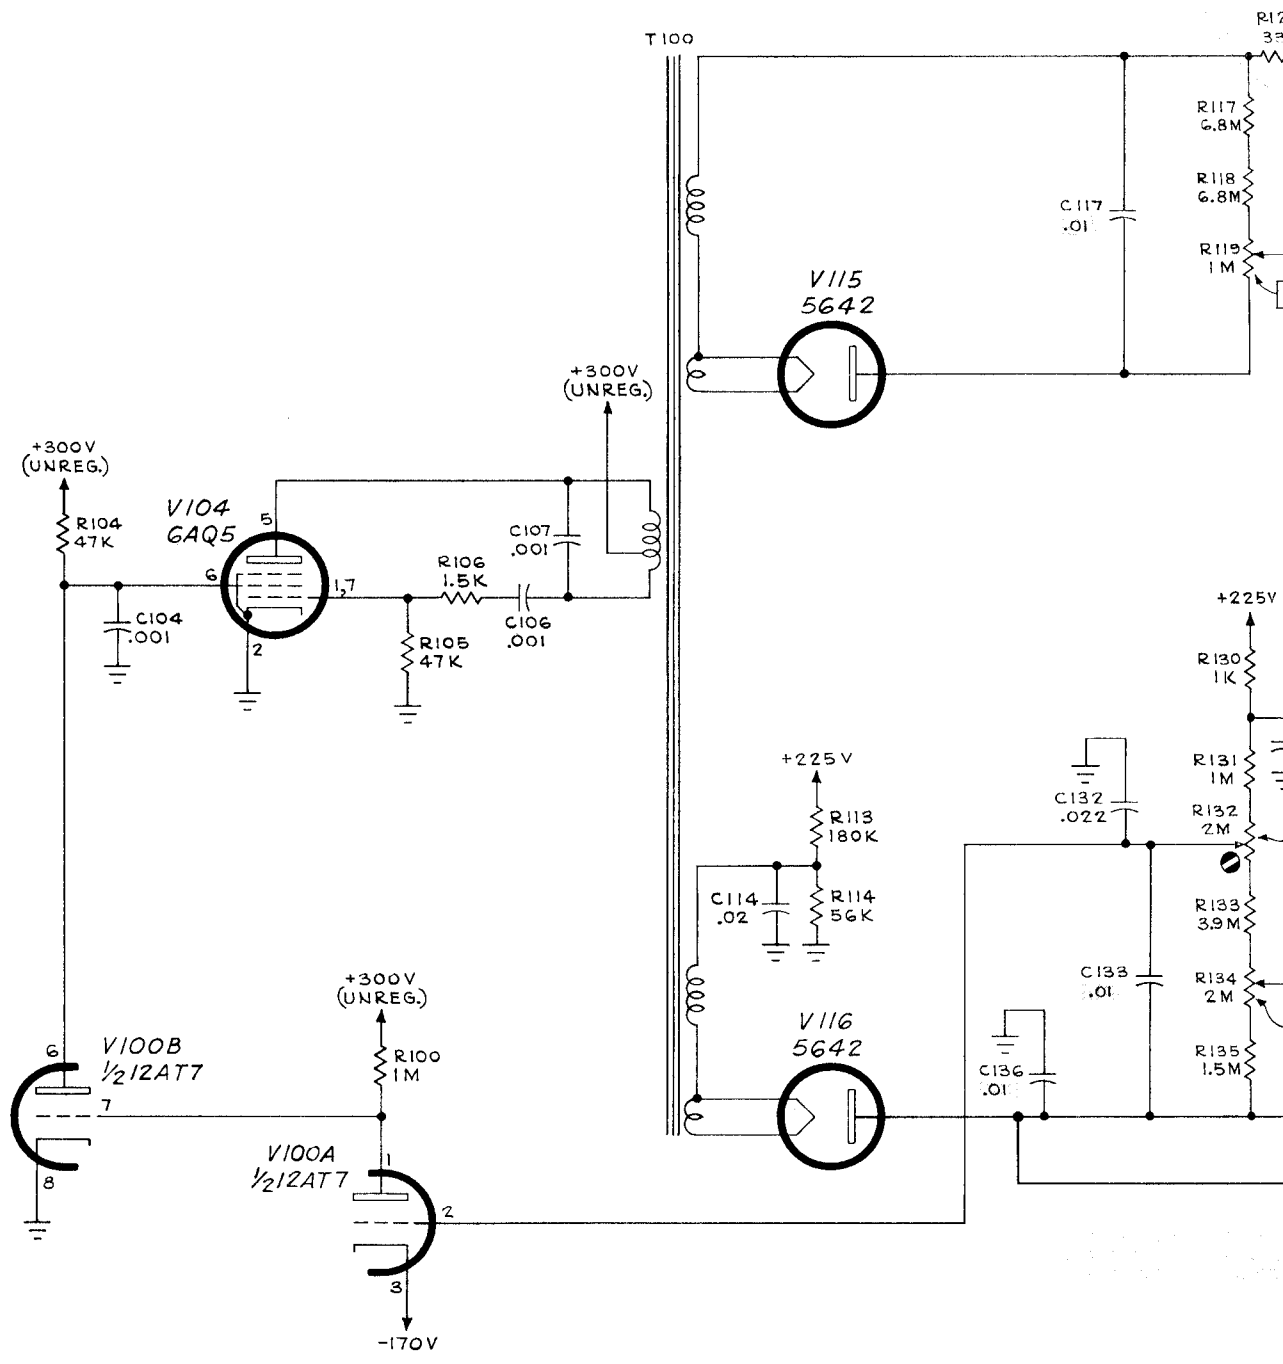 T100
R117
6.8M
R118
6.8M
C117
.01
R119
1M
V115
5642
+300V
(UNREG.)
+300V
(UNREG.)
R104
47K
V104
6AQ5
5
6
1,7
2
C107
.001
R106
1.5K
C106
.001
C104
.001
R105
47K
+225V
R130
1K
+225V
R131
1M
C132
.022
R132
2M
R113
180K
C114
.02
R114
56K
R133
3.9M
C133
.01
R134
2M
+300V
(UNREG.)
R100
1M
V116
5642
C136
.01
R135
1.5M
6
V100B
½12AT7
7
8
V100A
½12AT7
1
2
3
-170V